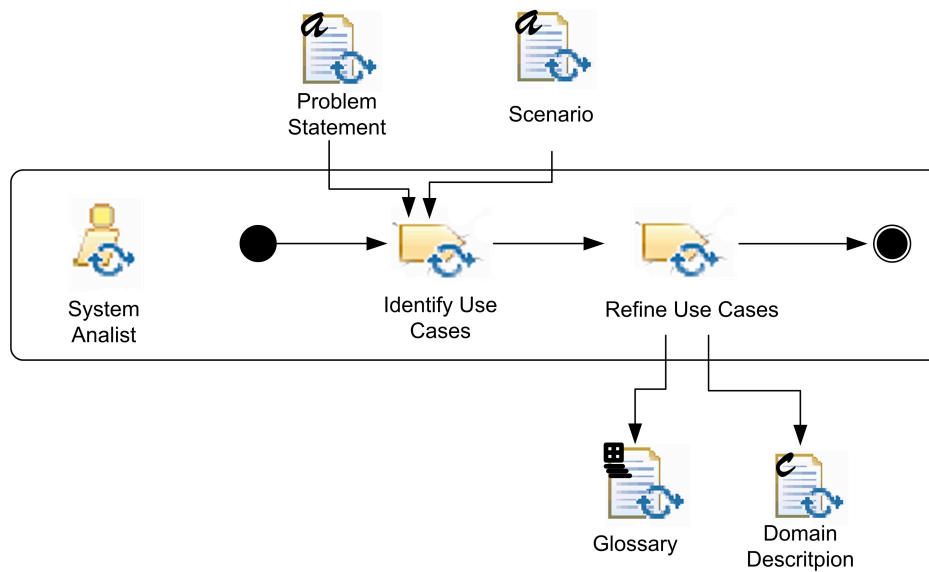 a
a
Problem
Statement
Scenario
System
Analist
Identify Use
Cases
Refine Use Cases
c
Glossary
Domain
Descritpion